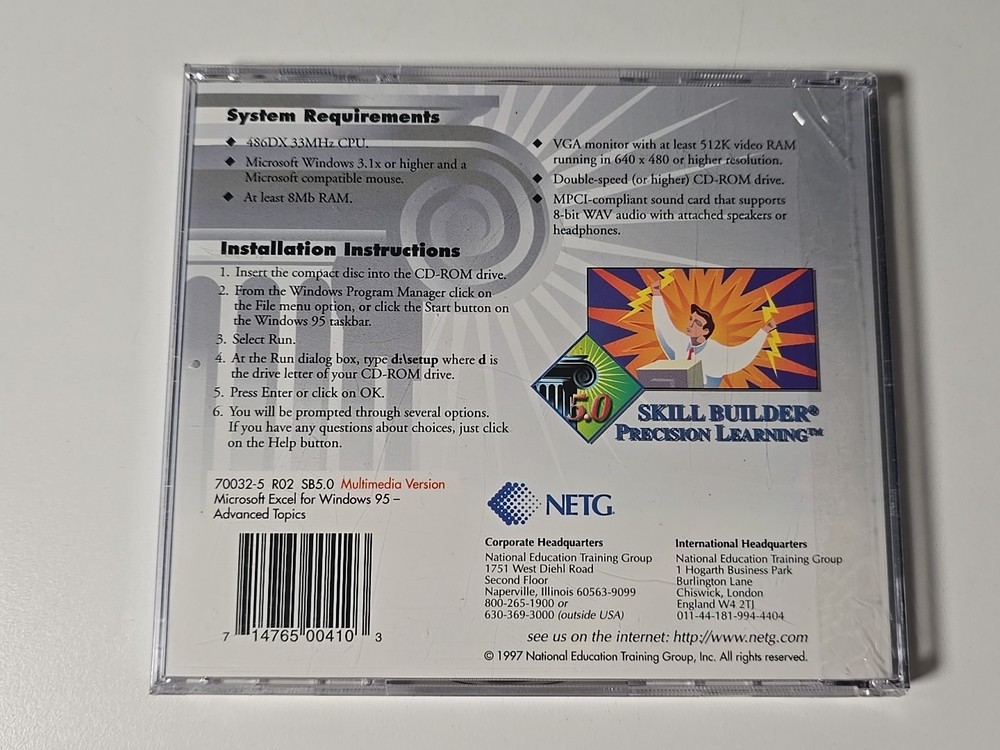 System Requirements
◆ 486DX 33MHz CPU.
◆ Microsoft Windows 3.1x or higher and a
Microsoft compatible mouse.
◆ At least 8Mb RAM.
◆ VGA monitor with at least 512K video RAM
running in 640 x 480 or higher resolution.
◆ Double-speed (or higher) CD-ROM drive.
◆ MPCI-compliant sound card that supports
8-bit WAV audio with attached speakers or
headphones.
Installation Instructions
1. Insert the compact disc into the CD-ROM drive.
2. From the Windows Program Manager click on
the File menu option, or click the Start button on
the Windows 95 taskbar.
3. Select Run.
4. At the Run dialog box, type d:\setup where d is
the drive letter of your CD-ROM drive.
5. Press Enter or click on OK.
6. You will be prompted through several options.
If you have any questions about choices, just click
on the Help button.
5.0
SKILL BUILDER®
PRECISION LEARNING™
70032-5 R02 SB5.0 Multimedia Version
Microsoft Excel for Windows 95 –
Advanced Topics
7 14765 00410 3
NETG
Corporate Headquarters
National Education Training Group
1751 West Diehl Road
Second Floor
Naperville, Illinois 60563-9099
800-265-1900 or
630-369-3000 (outside USA)
International Headquarters
National Education Training Group
1 Hogarth Business Park
Burlington Lane
Chiswick, London
England W4 2TJ
011-44-181-994-4404
see us on the internet: http://www.netg.com
© 1997 National Education Training Group, Inc. All rights reserved.